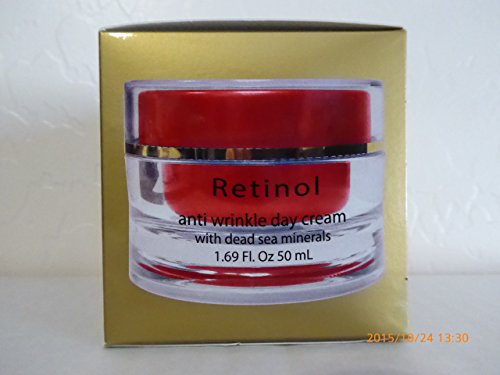 Retinol
anti wrinkle day cream
with dead sea minerals
1.69 Fl. Oz 50 mL
2015/10/24 13:30